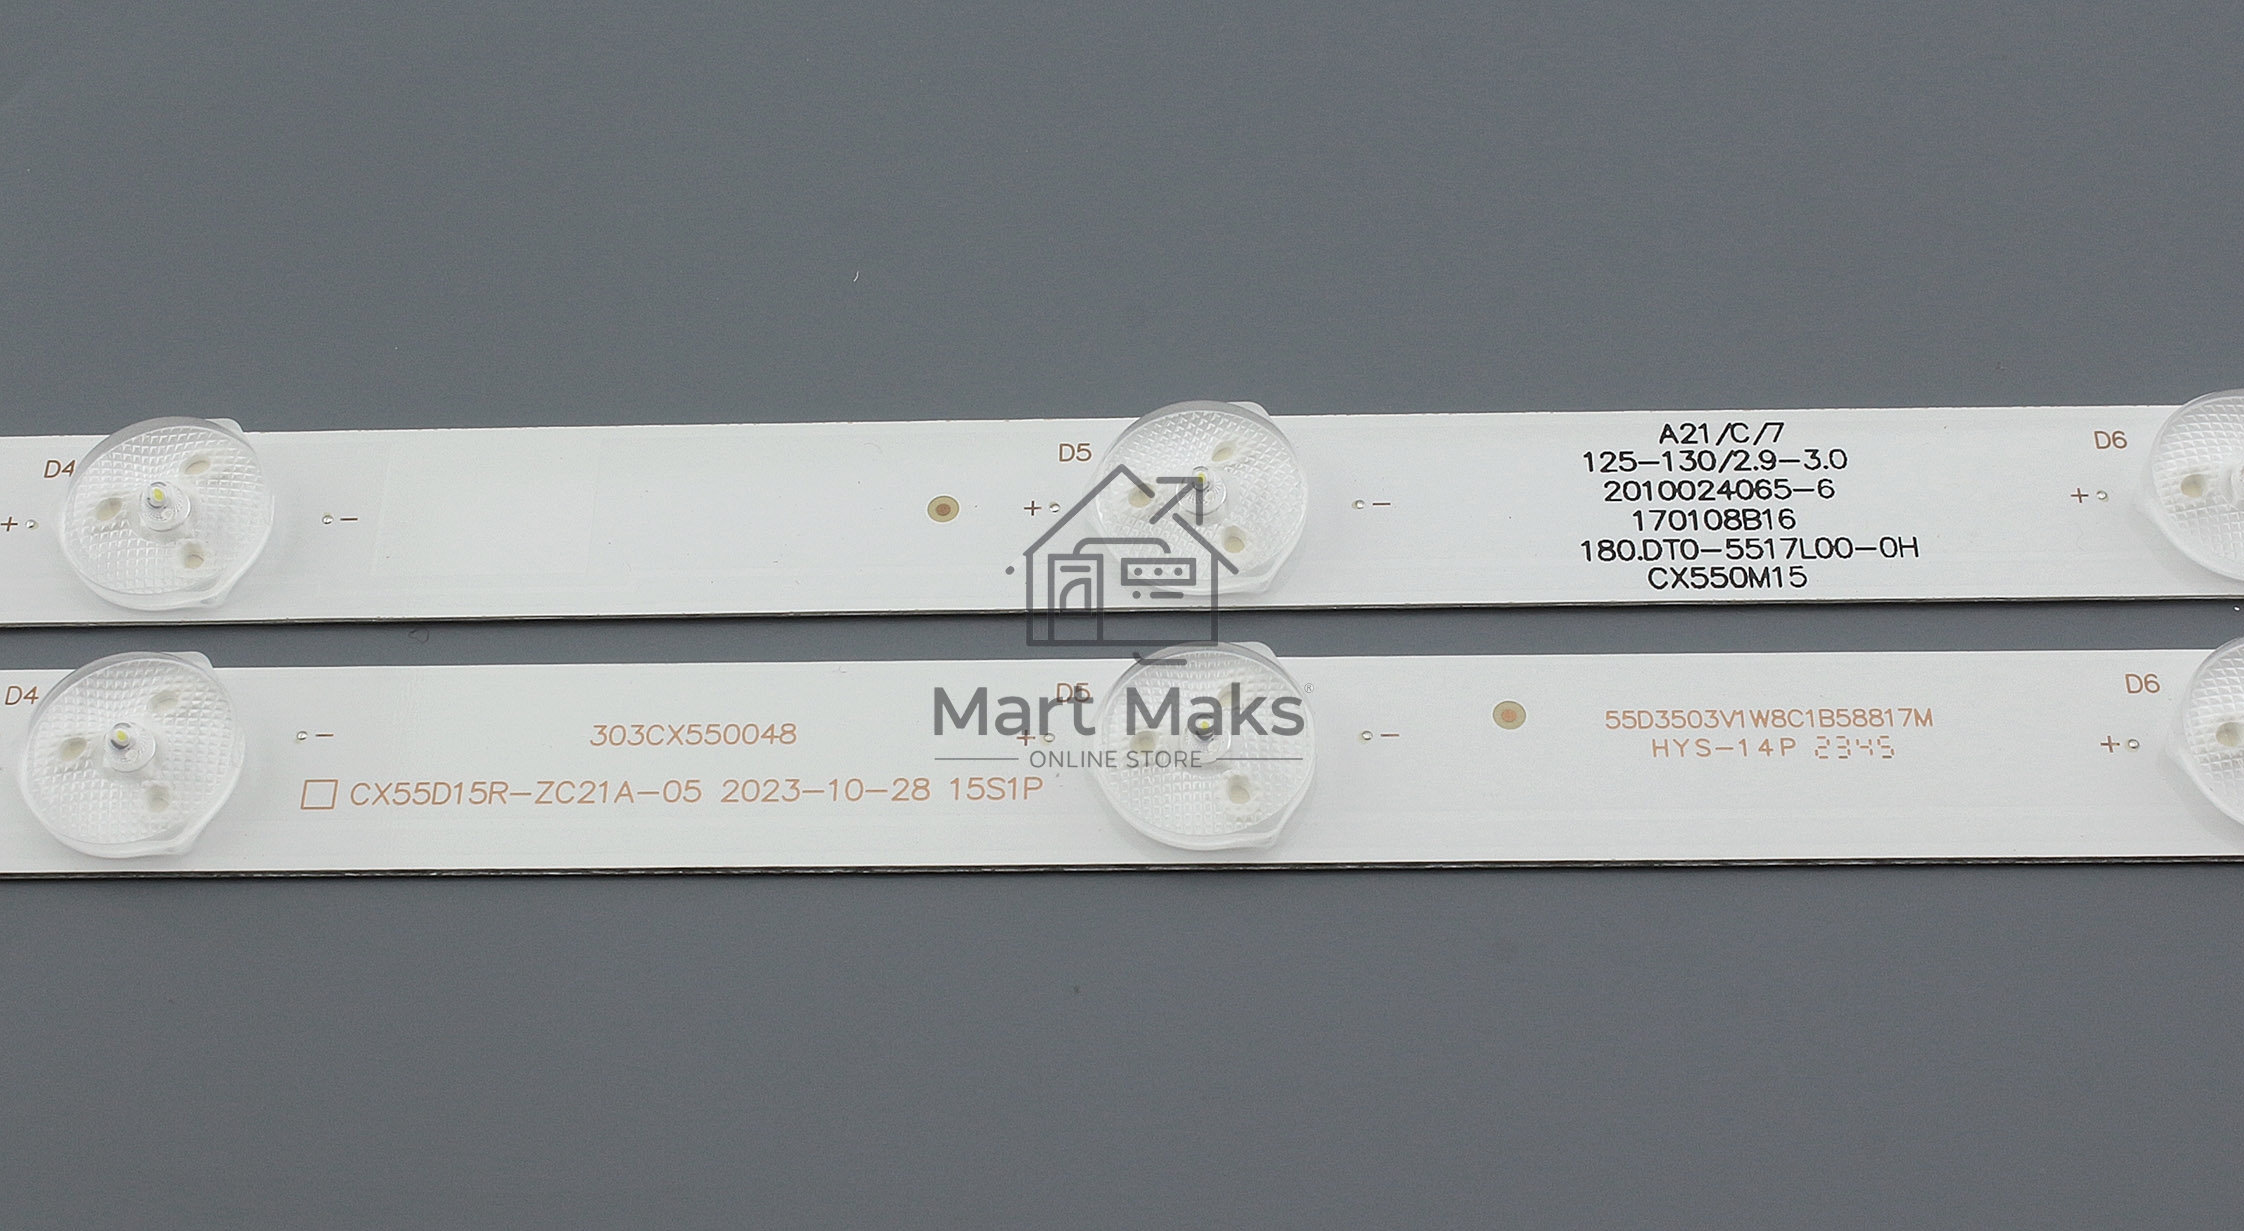 D4
D5
D6
+
-
+
-
+
A21/C/7
125-130/2.9-3.0
2010024065-6
170108B16
180.DT0-5517L00-0H
CX550M15
D4
D5
D6
-
+
-
+
303CX550048
CX55D15R-ZC21A-05 2023-10-28 15S1P
55D3503V1W8C1B58817M
HYS-14P 2345
Mart Maks®
ONLINE STORE